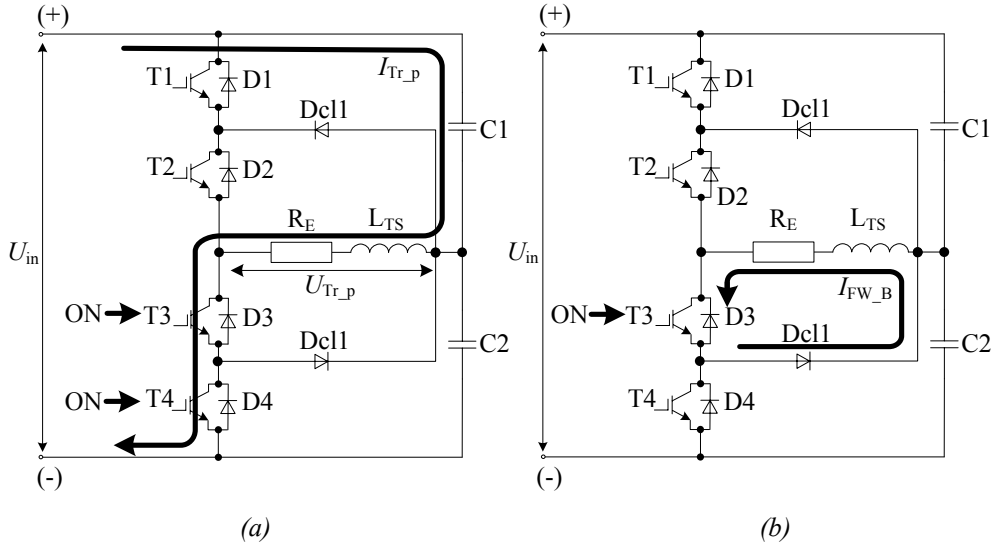 (+)
T1
D1
I_Tr_p
Dcl1
C1
T2
D2
R_E
L_TS
U_in
U_Tr_p
ON
T3
D3
Dcl1
C2
ON
T4
D4
(-)
(a)
(+)
T1
D1
Dcl1
C1
T2
D2
R_E
L_TS
U_in
I_FW_B
ON
T3
D3
Dcl1
C2
T4
D4
(-)
(b)